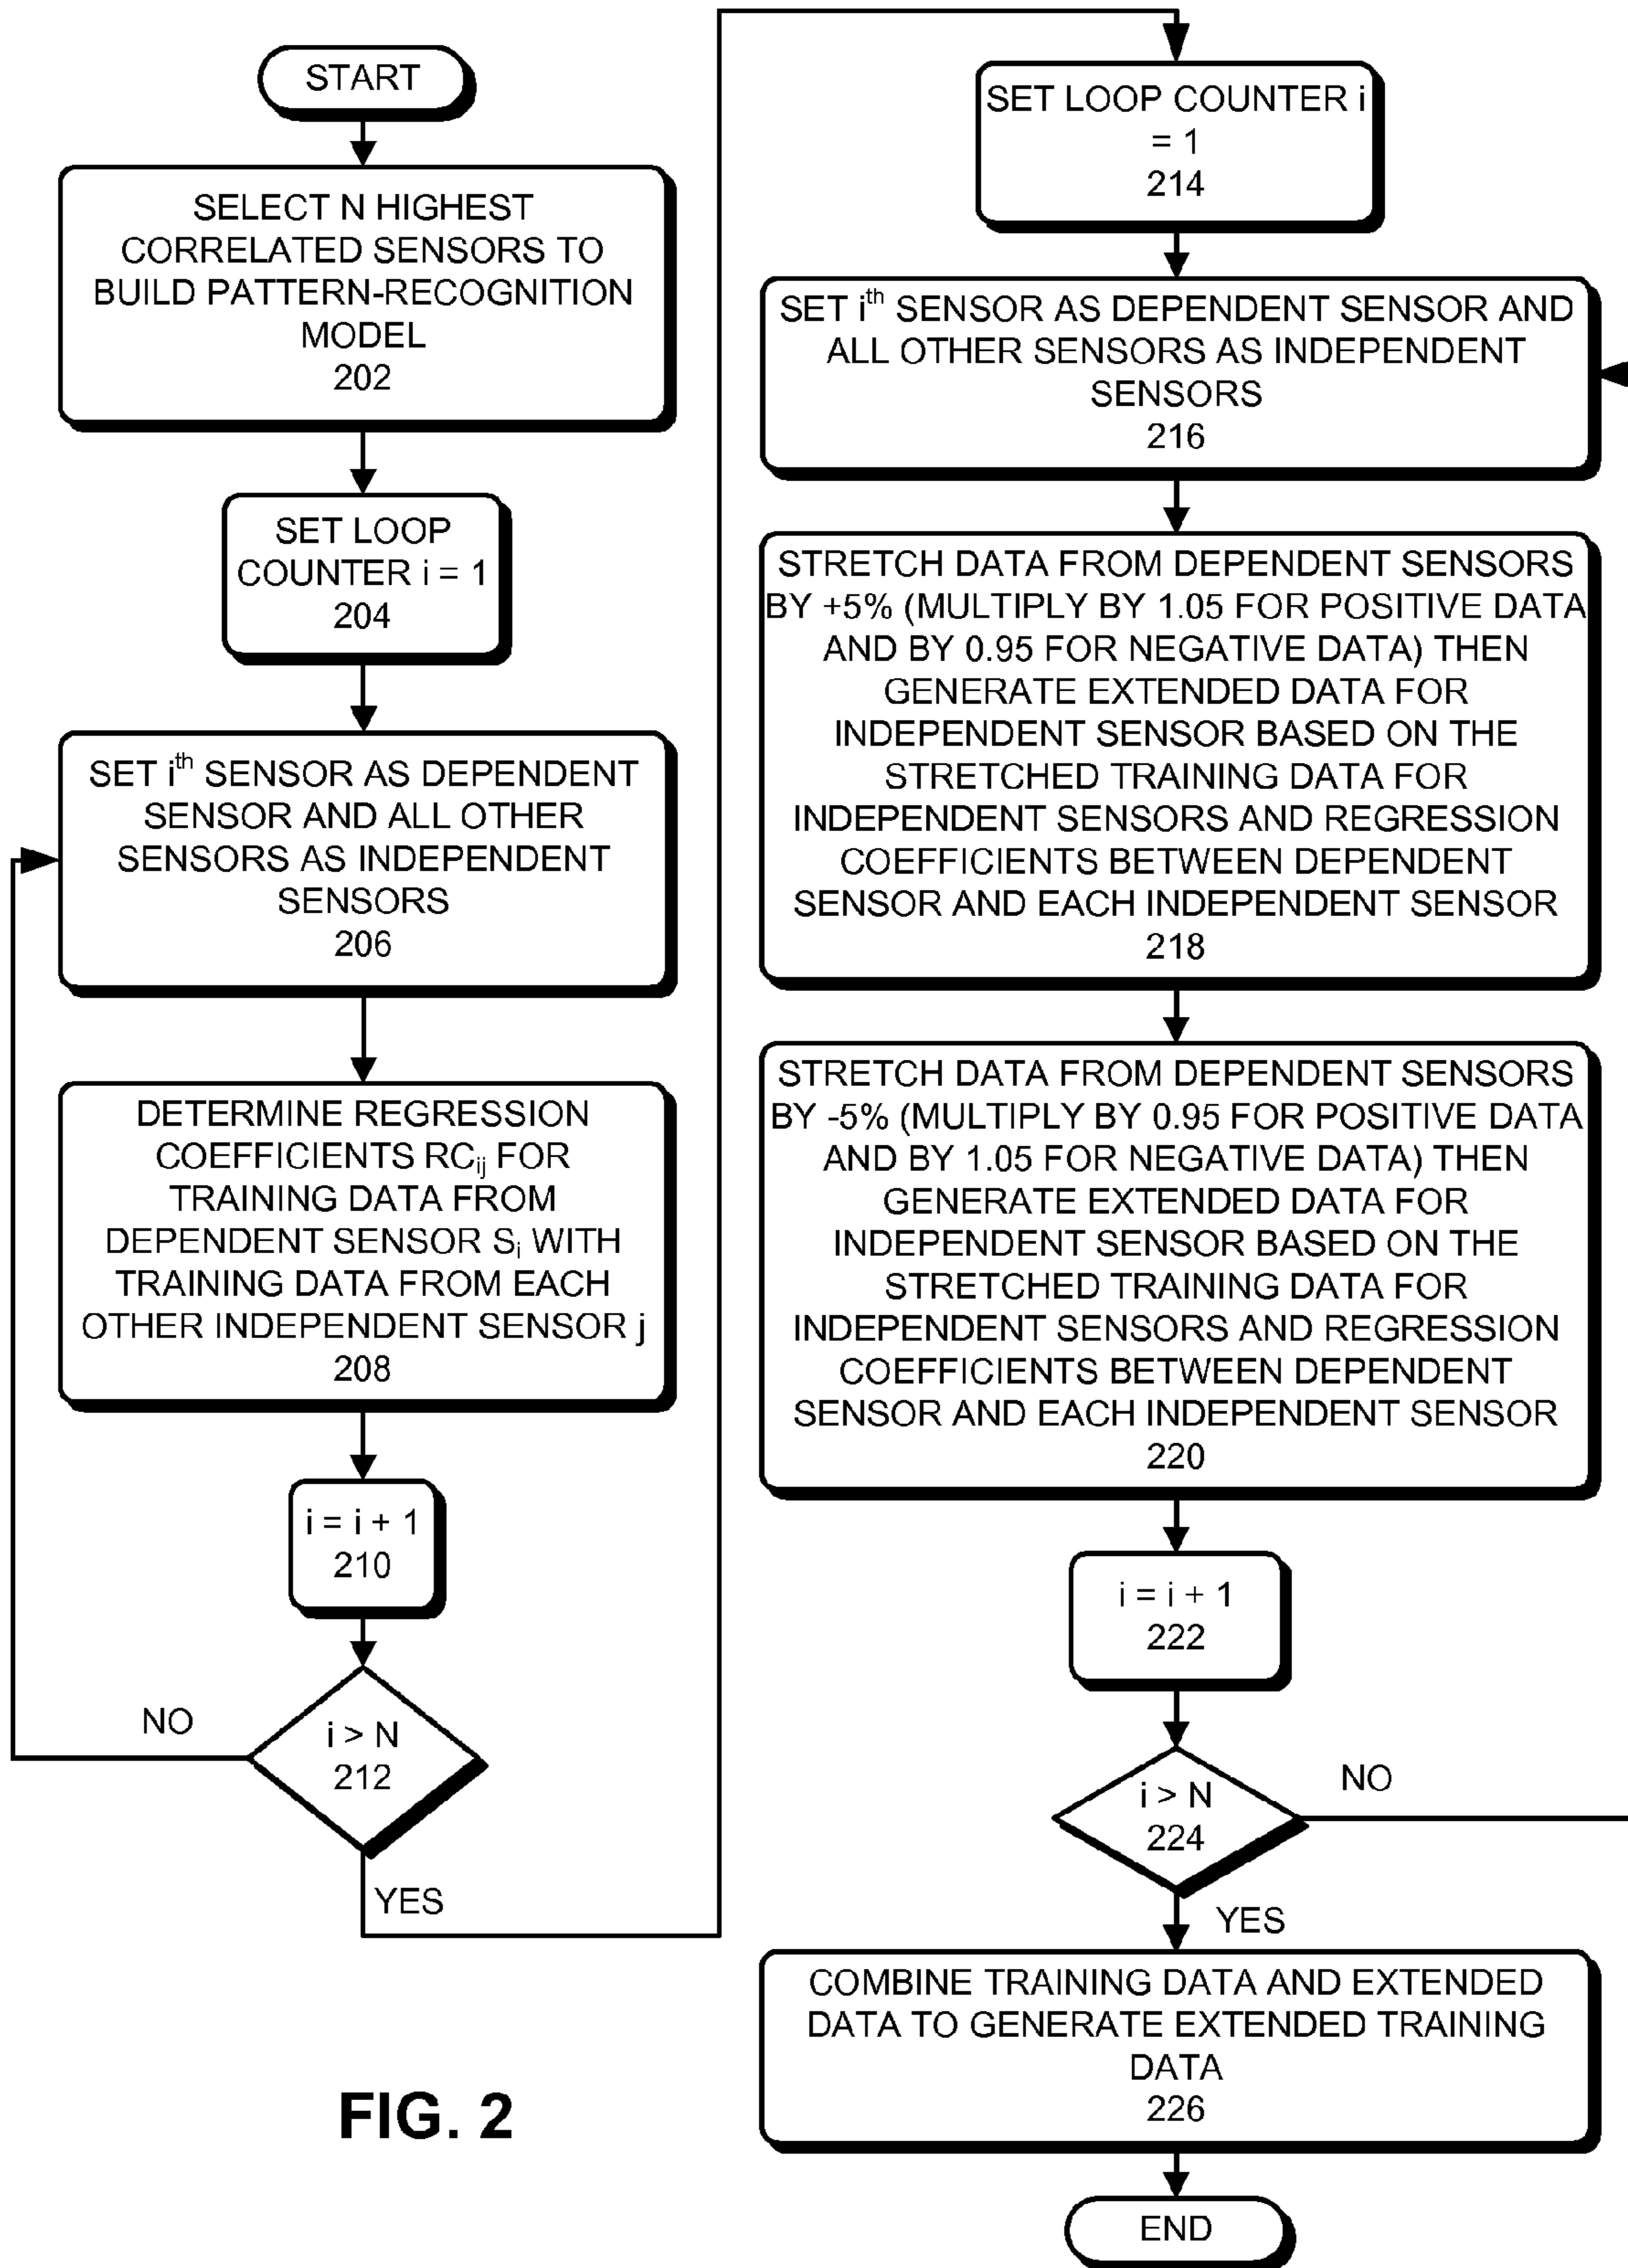 START
SELECT N HIGHEST
CORRELATED SENSORS TO
BUILD PATTERN-RECOGNITION
MODEL
202
SET LOOP
COUNTER i = 1
204
SET ith SENSOR AS DEPENDENT
SENSOR AND ALL OTHER
SENSORS AS INDEPENDENT
SENSORS
206
DETERMINE REGRESSION
COEFFICIENTS RCij FOR
TRAINING DATA FROM
DEPENDENT SENSOR Si WITH
TRAINING DATA FROM EACH
OTHER INDEPENDENT SENSOR j
208
i = i + 1
210
NO
i > N
212
YES
SET LOOP COUNTER i
= 1
214
SET ith SENSOR AS DEPENDENT SENSOR AND
ALL OTHER SENSORS AS INDEPENDENT
SENSORS
216
STRETCH DATA FROM DEPENDENT SENSORS
BY +5% (MULTIPLY BY 1.05 FOR POSITIVE DATA
AND BY 0.95 FOR NEGATIVE DATA) THEN
GENERATE EXTENDED DATA FOR
INDEPENDENT SENSOR BASED ON THE
STRETCHED TRAINING DATA FOR
INDEPENDENT SENSORS AND REGRESSION
COEFFICIENTS BETWEEN DEPENDENT
SENSOR AND EACH INDEPENDENT SENSOR
218
STRETCH DATA FROM DEPENDENT SENSORS
BY -5% (MULTIPLY BY 0.95 FOR POSITIVE DATA
AND BY 1.05 FOR NEGATIVE DATA) THEN
GENERATE EXTENDED DATA FOR
INDEPENDENT SENSOR BASED ON THE
STRETCHED TRAINING DATA FOR
INDEPENDENT SENSORS AND REGRESSION
COEFFICIENTS BETWEEN DEPENDENT
SENSOR AND EACH INDEPENDENT SENSOR
220
i = i + 1
222
i > N
224
NO
YES
COMBINE TRAINING DATA AND EXTENDED
DATA TO GENERATE EXTENDED TRAINING
DATA
226
END
FIG. 2